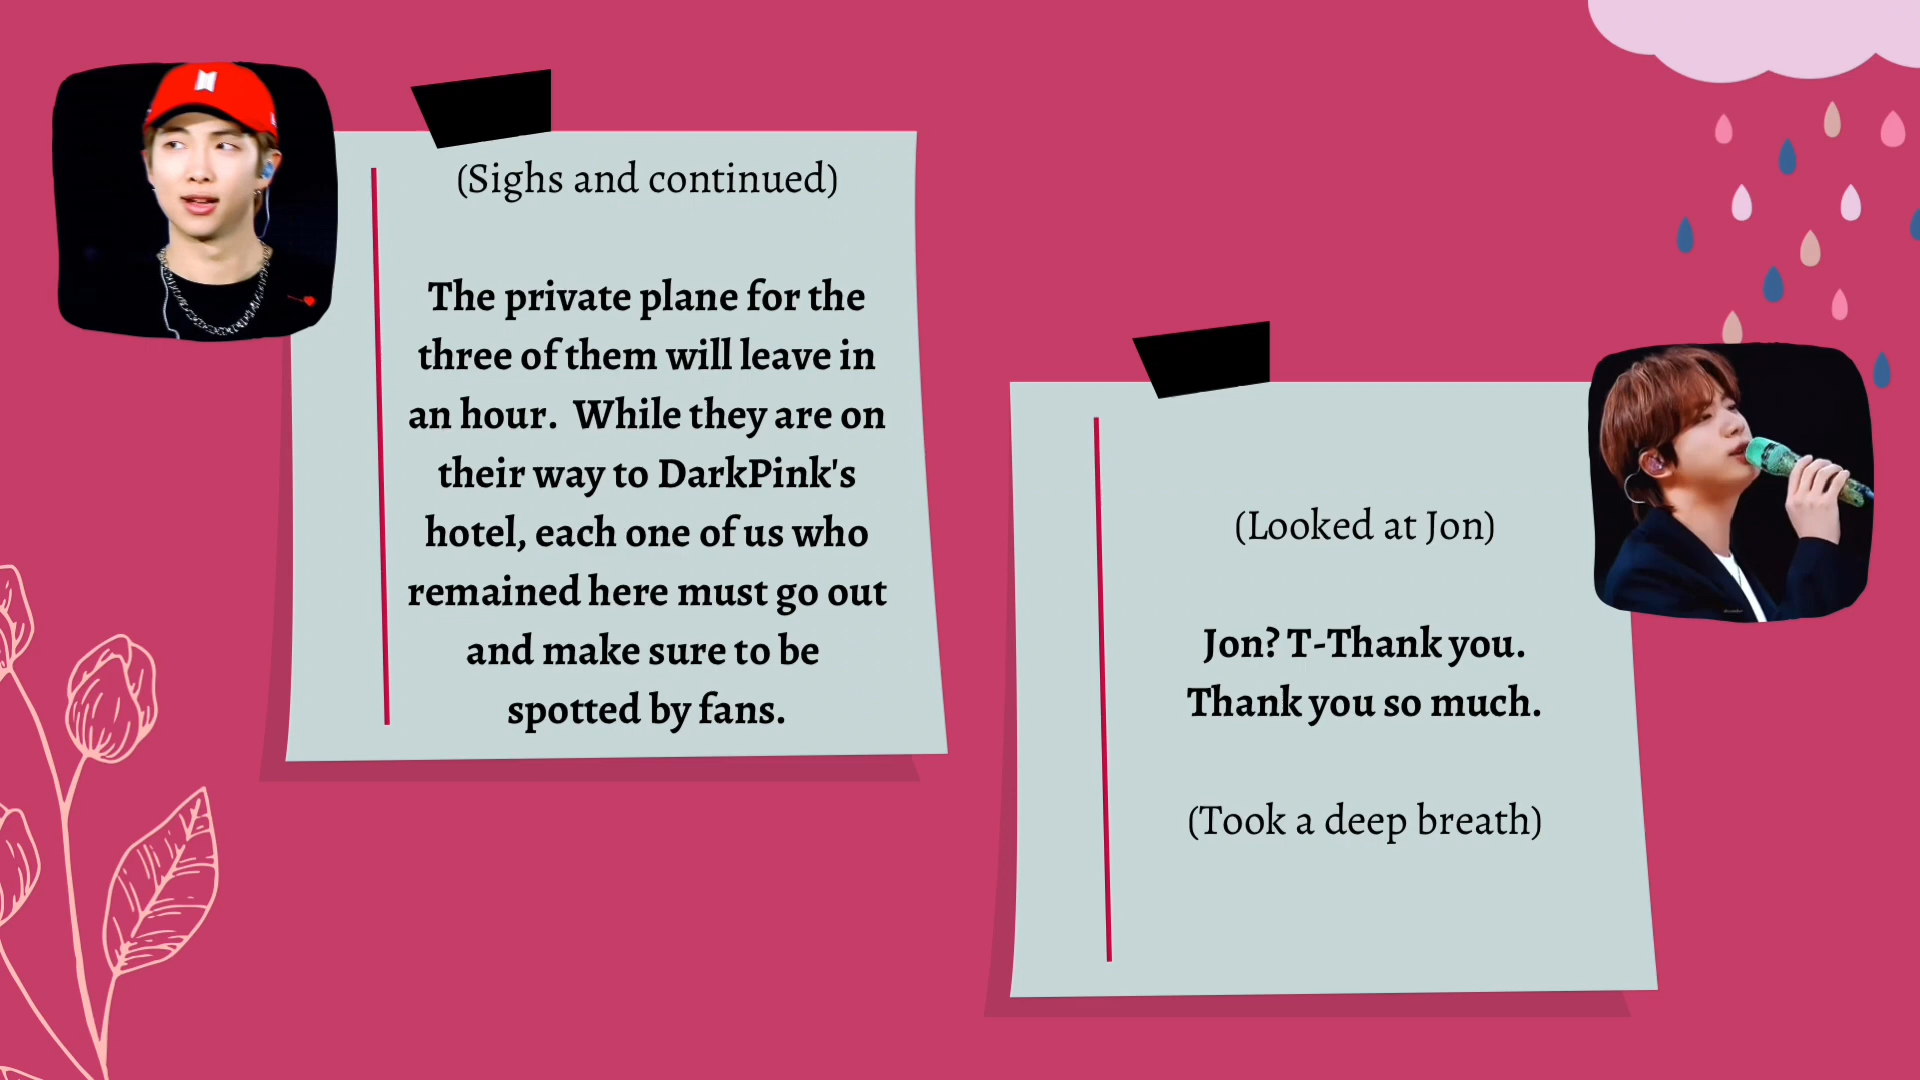 (Sighs and continued)
The private plane for the
three of them will leave in
an hour.  While they are on
their way to DarkPink's
hotel, each one of us who
remained here must go out
and make sure to be
spotted by fans.
(Looked at Jon)
Jon? T-Thank you.
Thank you so much.
(Took a deep breath)